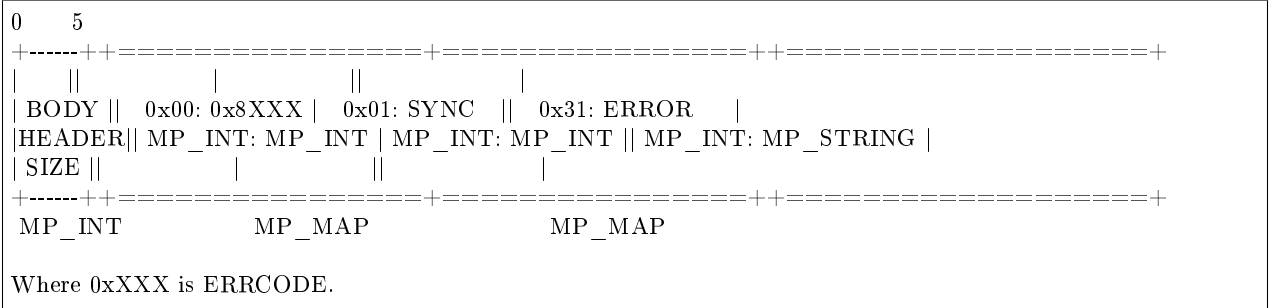 0 5
+------++================+================++===================+
| || | || |
| BODY || 0x00: 0x8XXX | 0x01: SYNC || 0x31: ERROR |
|HEADER|| MP_INT: MP_INT | MP_INT: MP_INT || MP_INT: MP_STRING |
| SIZE || | || |
+------++================+================++===================+
MP_INT MP_MAP MP_MAP
Where 0xXXX is ERRCODE.